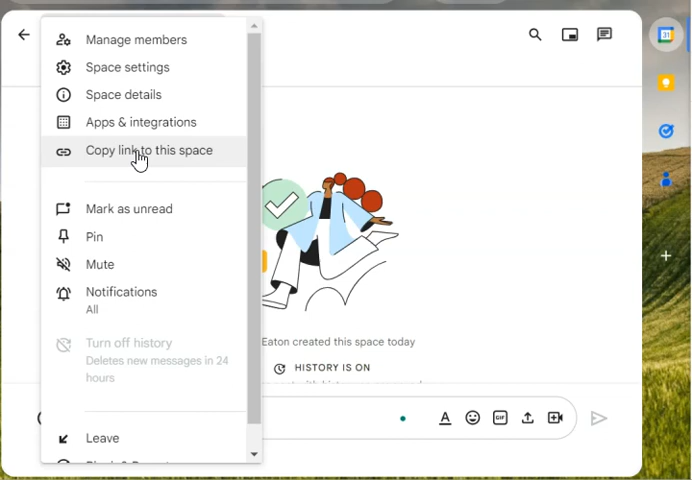 Manage members
Space settings
Space details
Apps & integrations
Copy link to this space
Mark as unread
Pin
Mute
Notifications
All
Turn off history
Deletes new messages in 24
hours
Leave
Eaton created this space today
HISTORY IS ON
GIF
A
31